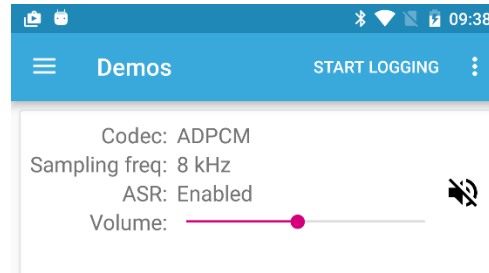 09:38
Demos START LOGGING
Codec: ADPCM
Sampling freq: 8 kHz
ASR: Enabled
Volume: